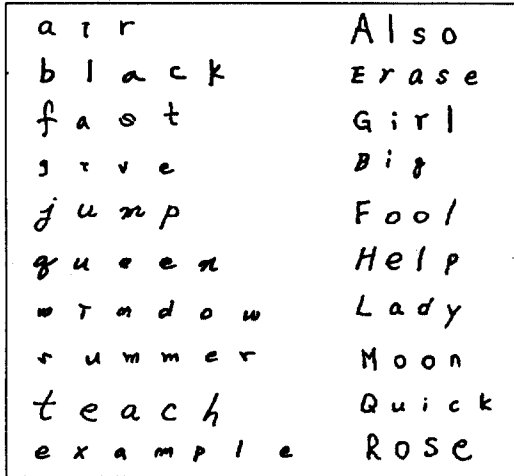 air
black
fast
give
jump
queen
window
summer
teach
example
Also
Erase
Girl
Big
Fool
Help
Lady
Moon
Quick
Rose